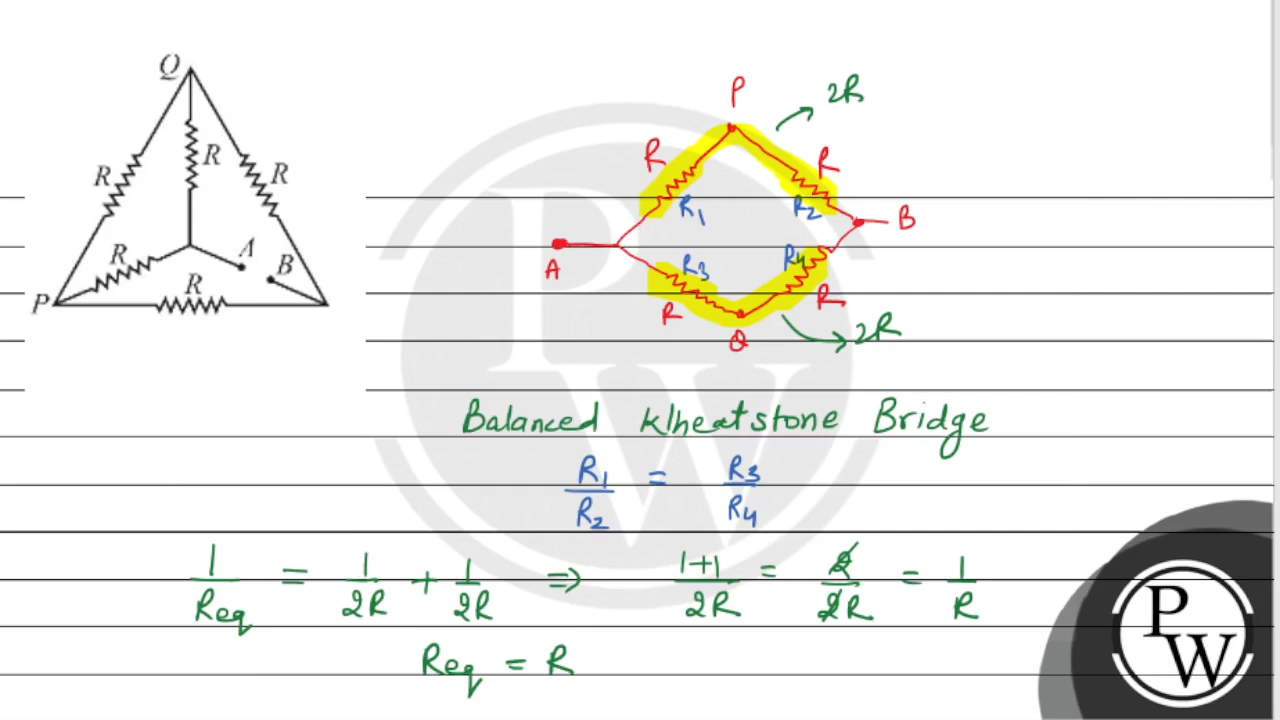 Q
R
R
R
R
A
B
R
P
P
2R
R
R
R1
R2
B
A
R3
R4
R
R
Q
2R
Balanced Wheatstone Bridge
R1/R2 = R3/R4
1/Req = 1/2R + 1/2R ⇒ 1+1/2R = 2/2R = 1/R
Req = R
P
W
P
W